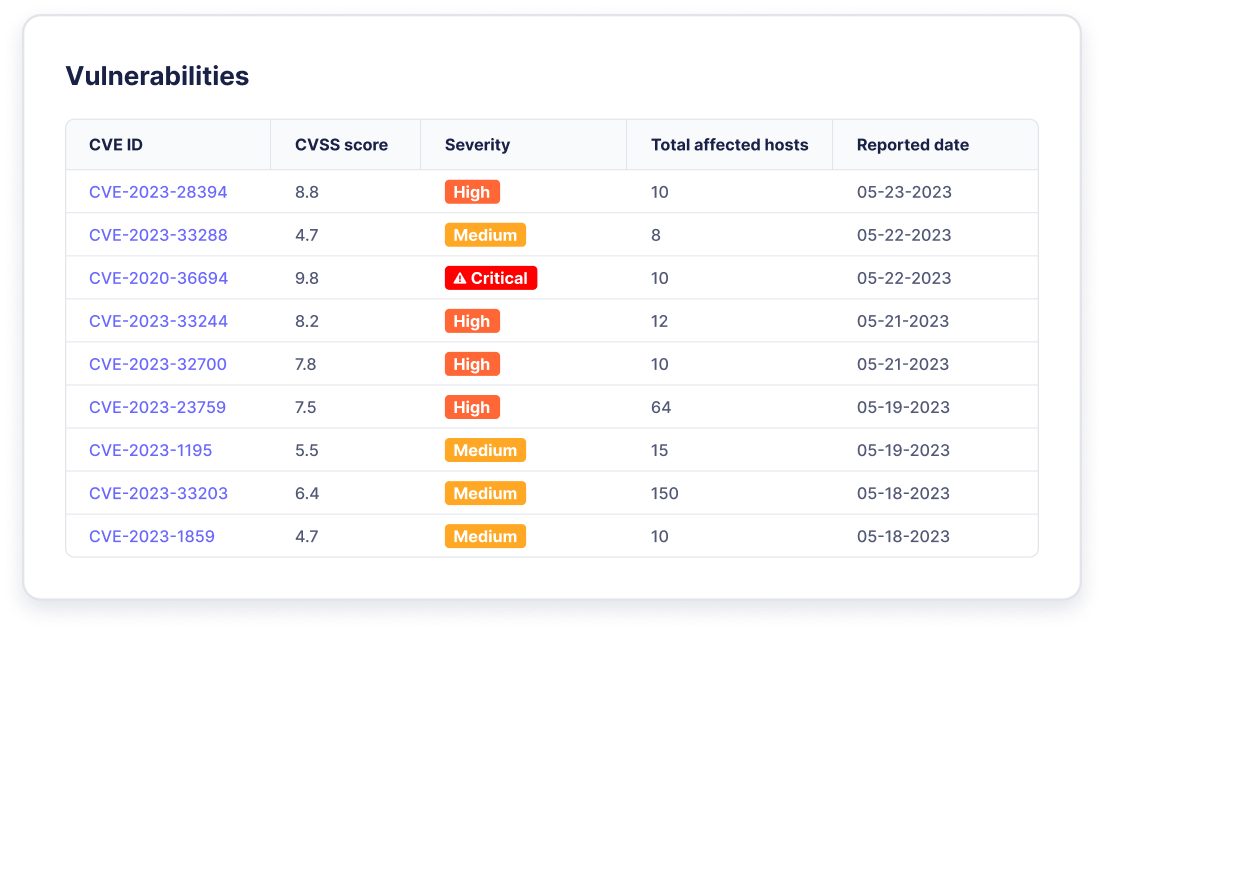 Vulnerabilities
CVE ID CVSS score Severity Total affected hosts Reported date
CVE-2023-28394 8.8 High 10 05-23-2023
CVE-2023-33288 4.7 Medium 8 05-22-2023
CVE-2020-36694 9.8 Critical 10 05-22-2023
CVE-2023-33244 8.2 High 12 05-21-2023
CVE-2023-32700 7.8 High 10 05-21-2023
CVE-2023-23759 7.5 High 64 05-19-2023
CVE-2023-1195 5.5 Medium 15 05-19-2023
CVE-2023-33203 6.4 Medium 150 05-18-2023
CVE-2023-1859 4.7 Medium 10 05-18-2023